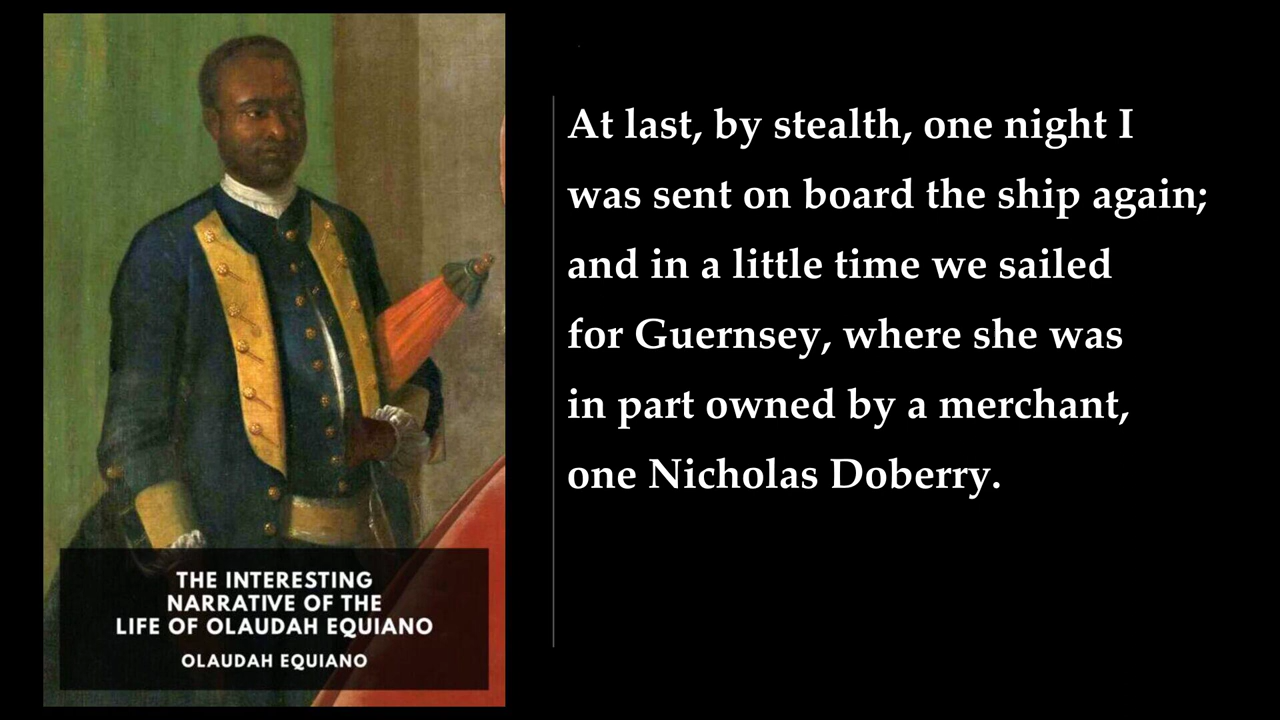 At last, by stealth, one night I
was sent on board the ship again;
and in a little time we sailed
for Guernsey, where she was
in part owned by a merchant,
one Nicholas Doberry.
THE INTERESTING
NARRATIVE OF THE
LIFE OF OLAUDAH EQUIANO
OLAUDAH EQUIANO